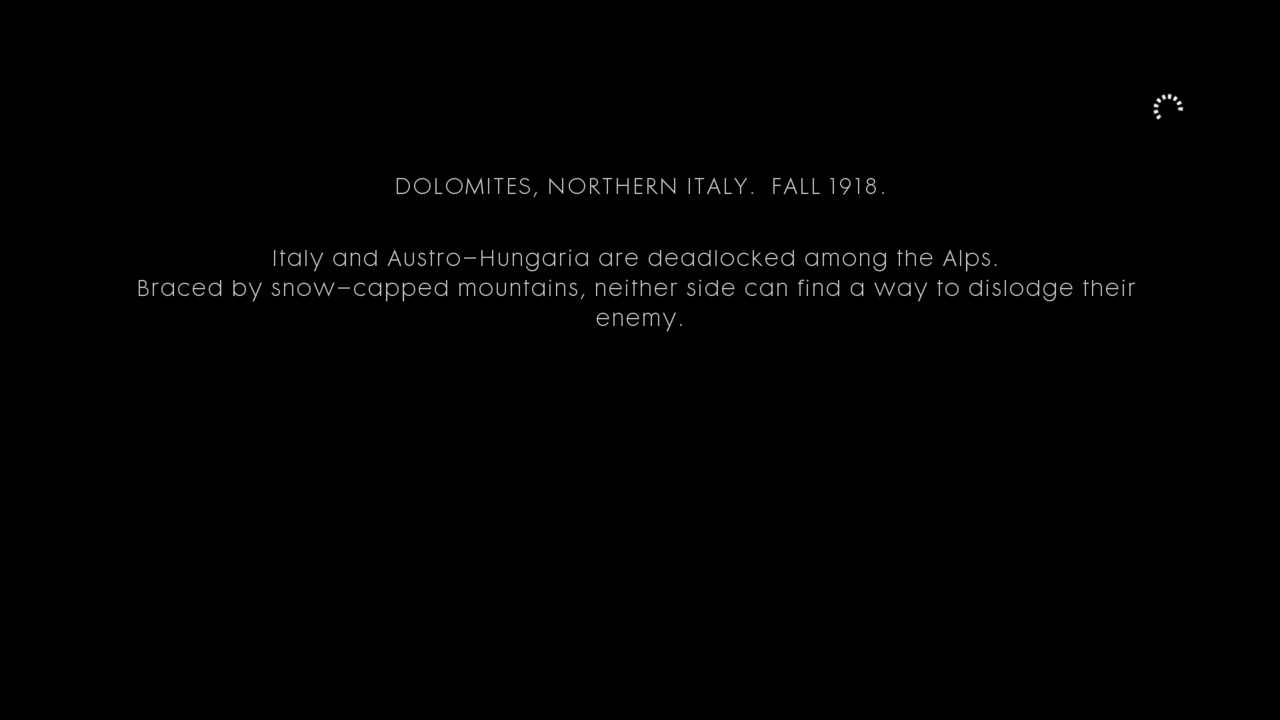 DOLOMITES, NORTHERN ITALY.  FALL 1918.
Italy and Austro-Hungaria are deadlocked among the Alps.
Braced by snow-capped mountains, neither side can find a way to dislodge their
enemy.